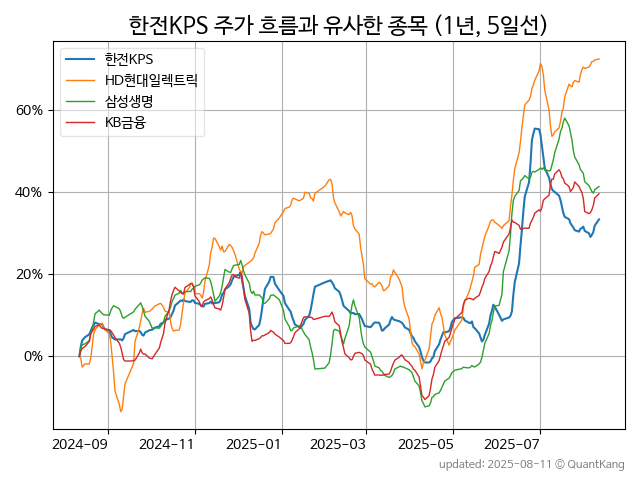 한전KPS 주가 흐름과 유사한 종목 (1년, 5일선)
한전KPS
HD현대일렉트릭
삼성생명
KB금융
60%
40%
20%
0%
2024-09 2024-11 2025-01 2025-03 2025-05 2025-07
updated: 2025-08-11 © QuantKang